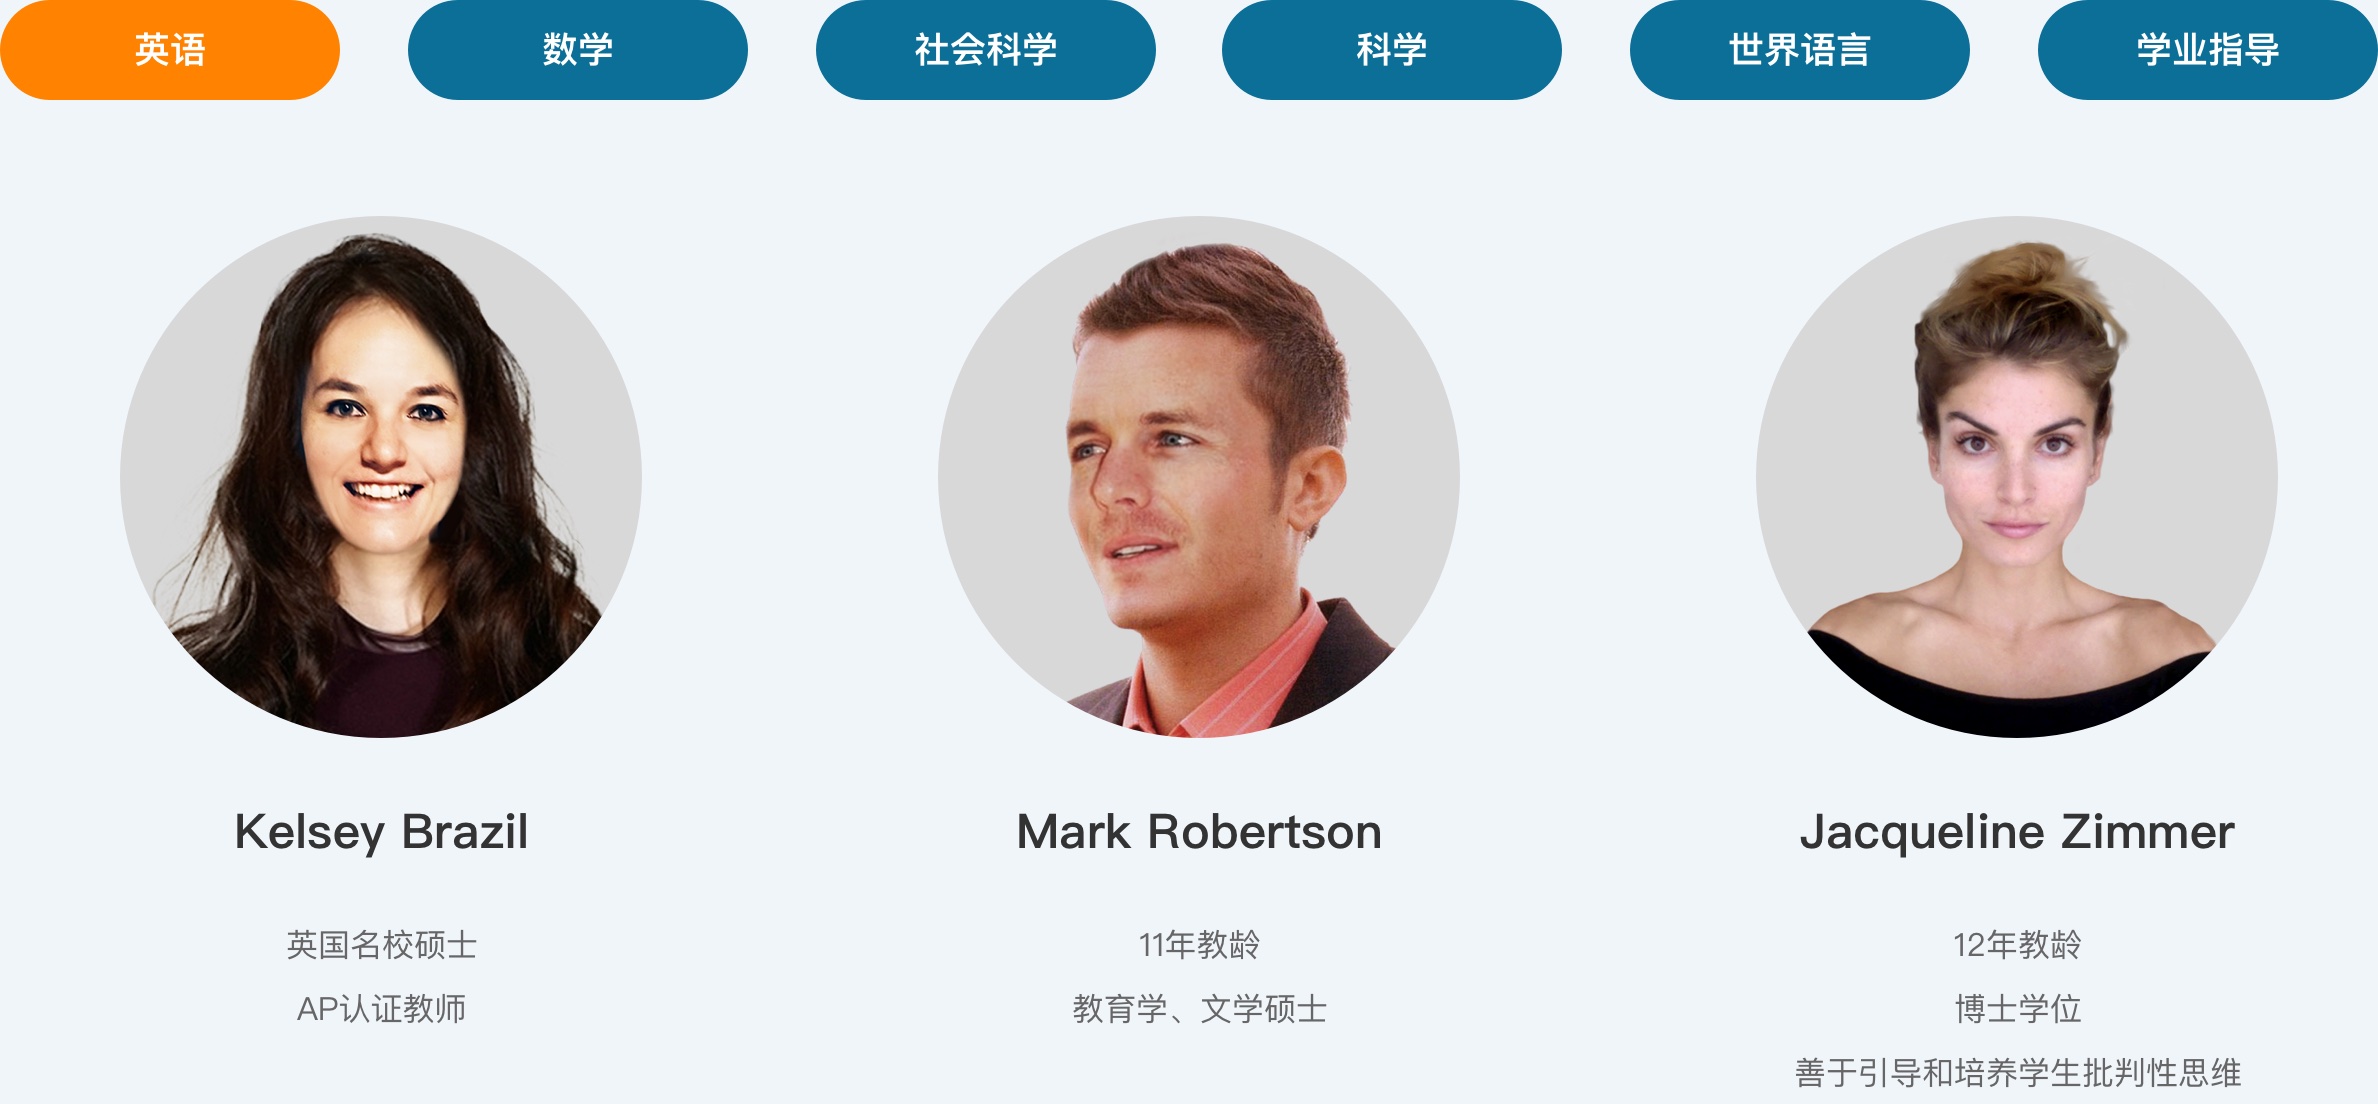 英语
数学
社会科学
科学
世界语言
学业指导
Kelsey Brazil
Mark Robertson
Jacqueline Zimmer
英国名校硕士
AP认证教师
11年教龄
教育学、文学硕士
12年教龄
博士学位
善于引导和培养学生批判性思维